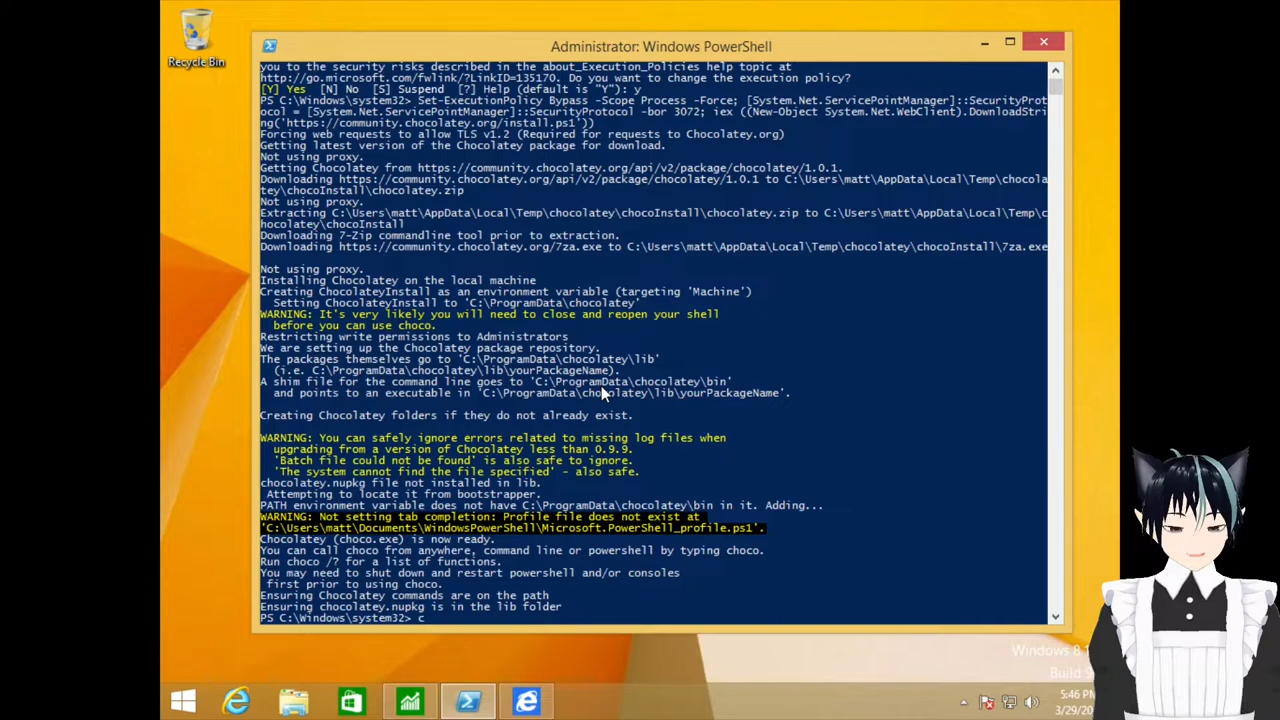 Recycle Bin
Administrator: Windows PowerShell
you to the security risks described in the about_Execution_Policies help topic at
http://go.microsoft.com/fwlink/?LinkID=135170. Do you want to change the execution policy?
[Y] Yes  [N] No  [S] Suspend  [?] Help (default is "Y"): y
PS C:\Windows\system32> Set-ExecutionPolicy Bypass -Scope Process -Force; [System.Net.ServicePointManager]::SecurityProt
ocol = [System.Net.ServicePointManager]::SecurityProtocol -bor 3072; iex ((New-Object System.Net.WebClient).DownloadStri
ng('https://community.chocolatey.org/install.ps1'))
Forcing web requests to allow TLS v1.2 (Required for requests to Chocolatey.org)
Getting latest version of the Chocolatey package for download.
Not using proxy.
Getting Chocolatey from https://community.chocolatey.org/api/v2/package/chocolatey/1.0.1.
Downloading https://community.chocolatey.org/api/v2/package/chocolatey/1.0.1 to C:\Users\matt\AppData\Local\Temp\chocola
tey\chocoInstall\chocolatey.zip
Not using proxy.
Extracting C:\Users\matt\AppData\Local\Temp\chocolatey\chocoInstall\chocolatey.zip to C:\Users\matt\AppData\Local\Temp\c
hocolatey\chocoInstall
Downloading 7-Zip commandline tool prior to extraction.
Downloading https://community.chocolatey.org/7za.exe to C:\Users\matt\AppData\Local\Temp\chocolatey\chocoInstall\7za.exe
Not using proxy.
Installing Chocolatey on the local machine
Creating ChocolateyInstall as an environment variable (targeting 'Machine')
  Setting ChocolateyInstall to 'C:\ProgramData\chocolatey'
WARNING: It's very likely you will need to close and reopen your shell
  before you can use choco.
Restricting write permissions to Administrators
We are setting up the Chocolatey package repository.
The packages themselves go to 'C:\ProgramData\chocolatey\lib'
  (i.e. C:\ProgramData\chocolatey\lib\yourPackageName).
A shim file for the command line goes to 'C:\ProgramData\chocolatey\bin'
  and points to an executable in 'C:\ProgramData\chocolatey\lib\yourPackageName'.
Creating Chocolatey folders if they do not already exist.
WARNING: You can safely ignore errors related to missing log files when
  upgrading from a version of Chocolatey less than 0.9.9.
  'Batch file could not be found' is also safe to ignore.
  'The system cannot find the file specified' - also safe.
chocolatey.nupkg file not installed in lib.
 Attempting to locate it from bootstrapper.
PATH environment variable does not have C:\ProgramData\chocolatey\bin in it. Adding...
WARNING: Not setting tab completion: Profile file does not exist at
'C:\Users\matt\Documents\WindowsPowerShell\Microsoft.PowerShell_profile.ps1'.
Chocolatey (choco.exe) is now ready.
You can call choco from anywhere, command line or powershell by typing choco.
Run choco /? for a list of functions.
You may need to shut down and restart powershell and/or consoles
 first prior to using choco.
Ensuring Chocolatey commands are on the path
Ensuring chocolatey.nupkg is in the lib folder
PS C:\Windows\system32> c
Windows 8.
Build 9
5:46 PM
3/29/20